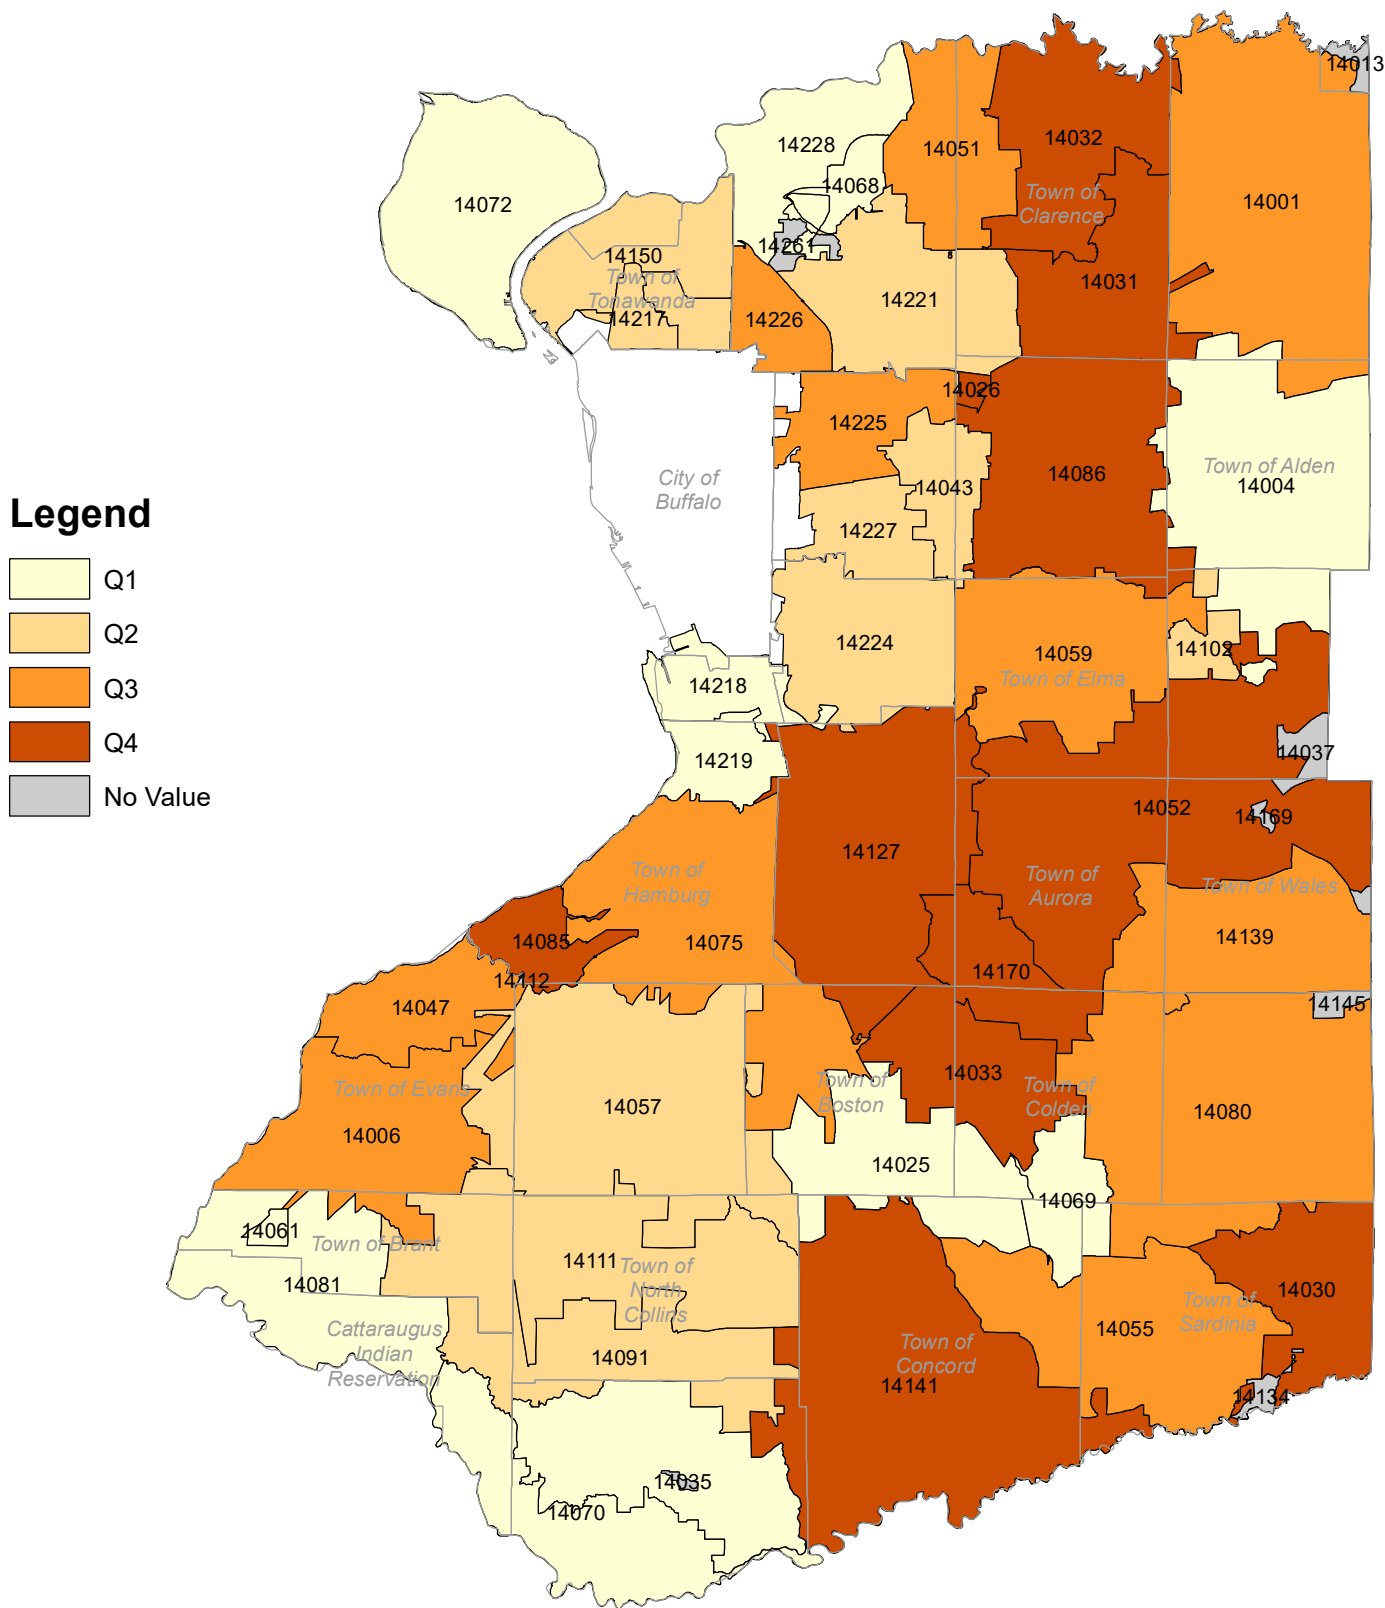 14013
14228
14032
14051
14068
14072
Town of
Clarence
14001
14261
14150
Town of
Tonawanda
14031
8
14221
14217
14226
14026
14225
Town of Alden
14004
City of
Buffalo
14086
14043
Legend
14227
Q1
Q2
14224
14059
14102
Town of Elma
Q3
14218
Q4
14037
14219
No Value
14052
14169
14127
Town of
Hamburg
Town of
Aurora
Town of Wales
14085
14075
14139
14170
14112
14047
14145
14033
Town of Evans
Town of
Boston
Town of
Colden
14057
14080
14006
14025
14069
14061
Town of Brant
14111
Town of
North
Collins
14081
14030
Town of
Sardinia
Cattaraugus
Indian
Reservation
14055
Town of
Concord
14091
14141
14134
14035
14070